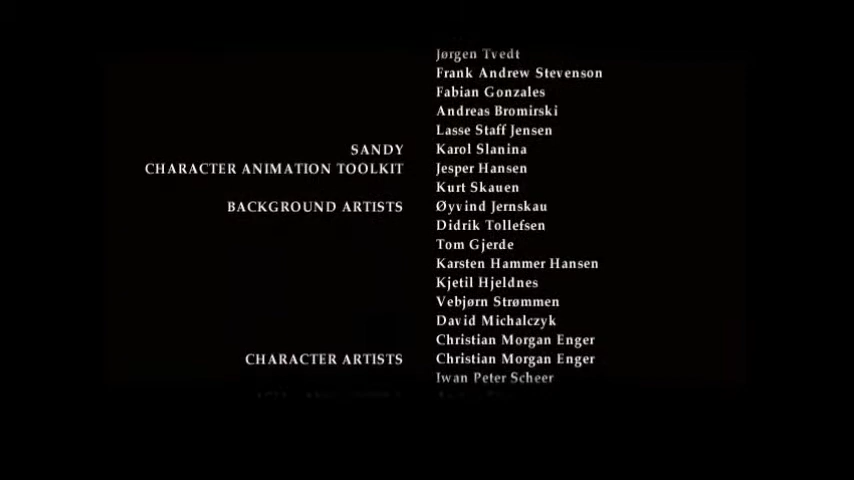 Jørgen Tvedt
Frank Andrew Stevenson
Fabian Gonzales
Andreas Bromirski
Lasse Staff Jensen
SANDY Karol Slanina
CHARACTER ANIMATION TOOLKIT Jesper Hansen
Kurt Skauen
BACKGROUND ARTISTS Øyvind Jernskau
Didrik Tollefsen
Tom Gjerde
Karsten Hammer Hansen
Kjetil Hjeldnes
Vebjørn Strømmen
David Michalczyk
Christian Morgan Enger
CHARACTER ARTISTS Christian Morgan Enger
Iwan Peter Scheer